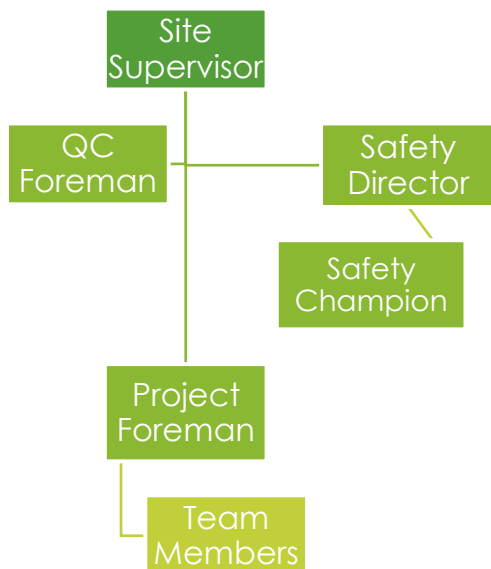 Site
Supervisor
QC
Foreman
Safety
Director
Safety
Champion
Project
Foreman
Team
Members